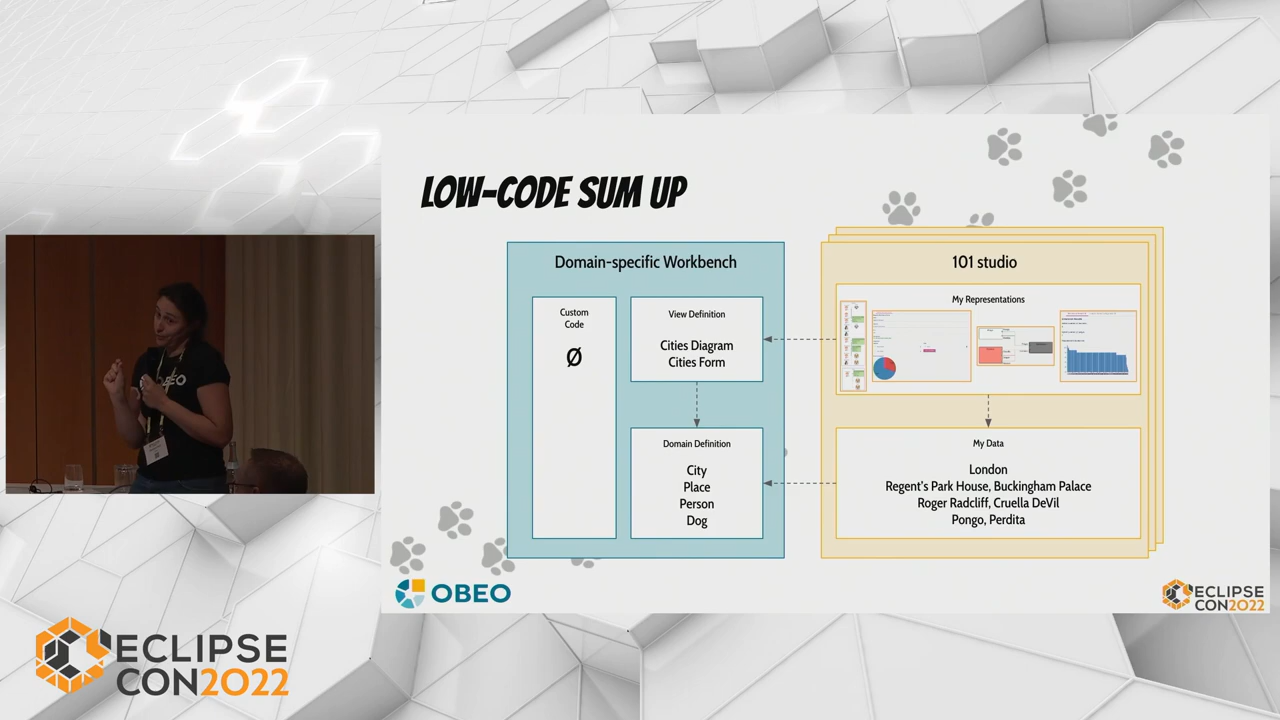 LOW-CODE SUM UP
Domain-specific Workbench
Custom
Code
Ø
View Definition
Cities Diagram
Cities Form
Domain Definition
City
Place
Person
Dog
101 studio
My Representations
My Data
London
Regent's Park House, Buckingham Palace
Roger Radcliff, Cruella DeVil
Pongo, Perdita
OBEO
ECLIPSE
CON2022
OBEO
ECLIPSE
CON2022